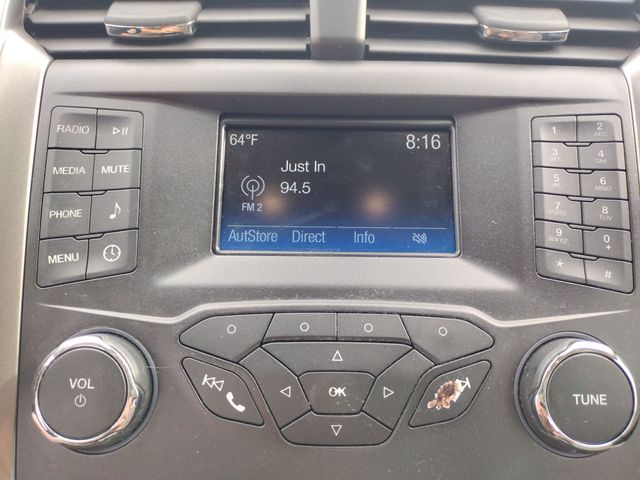 64°F
8:16
Just In
94.5
FM 2
AutoStore Direct Info
RADIO
MEDIA MUTE
PHONE
MENU
1 2 ABC
3 DEF 4 GHI
5 JKL 6 MNO
7 PQRS 8 TUV
9 WXYZ 0 +
* #
VOL
OK
TUNE